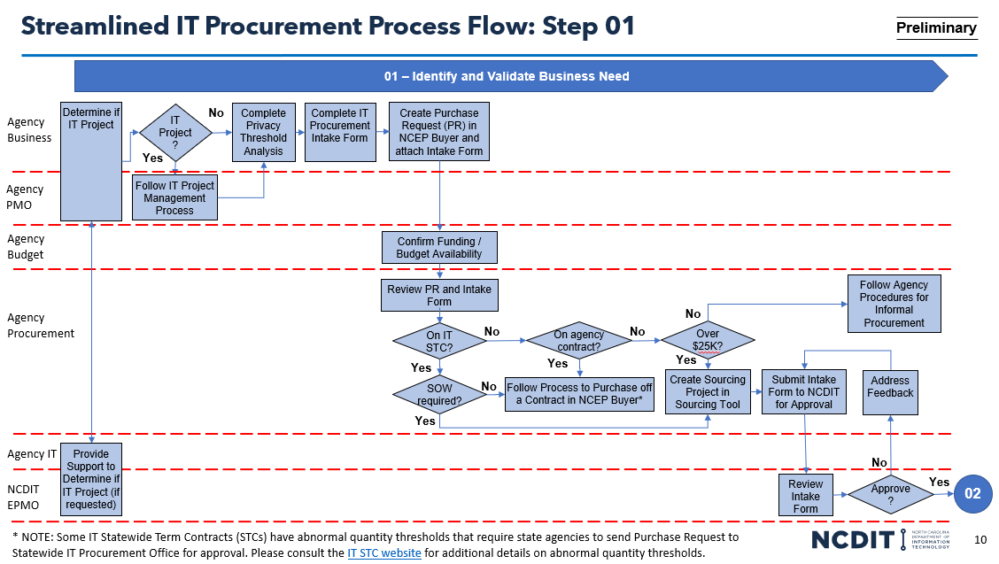 Streamlined IT Procurement Process Flow: Step 01
Preliminary
01 – Identify and Validate Business Need
Agency
Business
Determine if
IT Project
IT
Project
?
No
Yes
Complete
Privacy
Threshold
Analysis
Complete IT
Procurement
Intake Form
Create Purchase
Request (PR) in
NCEP Buyer and
attach Intake Form
Agency
PMO
Follow IT Project
Management
Process
Agency
Budget
Confirm Funding /
Budget Availability
Agency
Procurement
Review PR and Intake
Form
On IT
STC?
No
Yes
On agency
contract?
No
Yes
Over
$25K?
No
Yes
Follow Agency
Procedures for
Informal
Procurement
SOW
required?
No
Yes
Follow Process to Purchase off
a Contract in NCEP Buyer*
Create Sourcing
Project in
Sourcing Tool
Submit Intake
Form to NCDIT
for Approval
Address
Feedback
Agency IT
Provide
Support to
Determine if
IT Project (if
requested)
NCDIT
EPMO
Review
Intake
Form
Approve
?
No
Yes
02
* NOTE: Some IT Statewide Term Contracts (STCs) have abnormal quantity thresholds that require state agencies to send Purchase Request to
Statewide IT Procurement Office for approval. Please consult the IT STC website for additional details on abnormal quantity thresholds.
NCDIT
NORTH CAROLINA
DEPARTMENT OF
INFORMATION
TECHNOLOGY
10